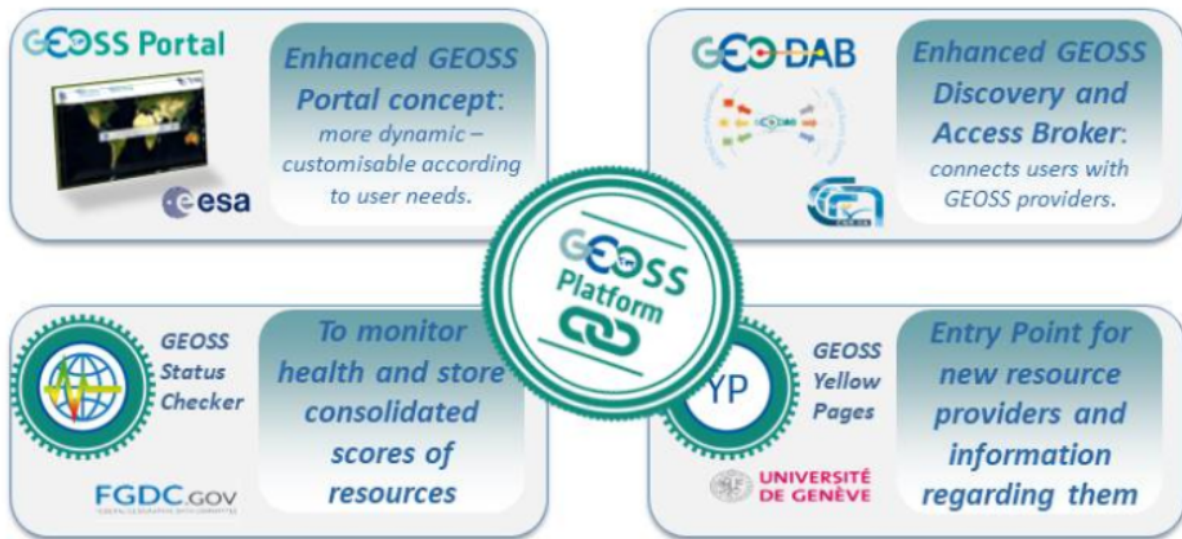 GEOSS Portal
Enhanced GEOSS
Portal concept:
more dynamic –
customisable according
to user needs.
esa
GEO DAB
Enhanced GEOSS
Discovery and
Access Broker:
connects users with
GEOSS providers.
GEOSS
Platform
GEOSS
Status
Checker
FGDC.GOV
To monitor
health and store
consolidated
scores of
resources
YP
GEOSS
Yellow
Pages
UNIVERSITÉ
DE GENÈVE
Entry Point for
new resource
providers and
information
regarding them